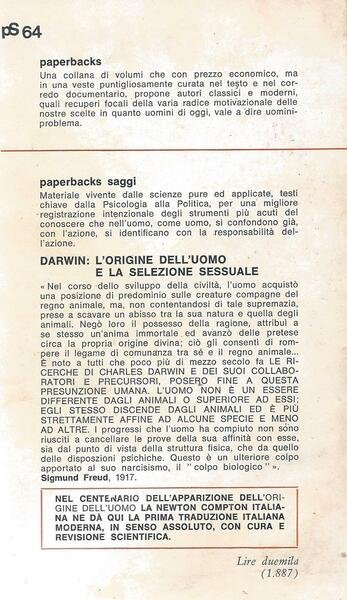 pS 64
paperbacks
Una collana di volumi che con prezzo economico, ma
in una veste puntigliosamente curata nel testo e nel cor-
redo documentario, propone autori classici e moderni,
quali recuperi focali della varia radice motivazionale delle
nostre scelte in quanto uomini di oggi, vale a dire uomini-
problema.
paperbacks saggi
Materiale vivente dalle scienze pure ed applicate, testi
chiave dalla Psicologia alla Politica, per una migliore
registrazione intenzionale degli strumenti più acuti del
conoscere che nell'uomo, come uomo, si confondono già,
con l'azione, si identificano con la responsabilità del-
l'azione.
DARWIN: L'ORIGINE DELL'UOMO
E LA SELEZIONE SESSUALE
« Nel corso dello sviluppo della civiltà, l'uomo acquistò
una posizione di predominio sulle creature compagne del
regno animale, ma, non contentandosi di tale supremazia,
prese a scavare un abisso tra la sua natura e quella degli
animali. Negò loro il possesso della ragione, attribuì a
se stesso un'anima immortale ed avanzò delle pretese
circa la propria origine divina; ciò gli consentì di rom-
pere il legame di comunanza tra sé e il regno animale...
È noto a tutti che poco più di mezzo secolo fa LE RI-
CERCHE DI CHARLES DARWIN E DEI SUOI COLLABO-
RATORI E PRECURSORI, POSERO FINE A QUESTA
PRESUNZIONE UMANA. L'UOMO NON È UN ESSERE
DIFFERENTE DAGLI ANIMALI O SUPERIORE AD ESSI;
EGLI STESSO DISCENDE DAGLI ANIMALI ED È PIÙ
STRETTAMENTE AFFINE AD ALCUNE SPECIE E MENO
AD ALTRE. I progressi che l'uomo ha compiuto non sono
riusciti a cancellare le prove della sua affinità con esse,
sia dal punto di vista della struttura fisica, che da quello
delle disposizioni psichiche. Questo è un ulteriore colpo
apportato al suo narcisismo, il "colpo biologico"».
Sigmund Freud, 1917.
NEL CENTENARIO DELL'APPARIZIONE DELL'ORI-
GINE DELL'UOMO LA NEWTON COMPTON ITALIA-
NA NE DÀ QUI LA PRIMA TRADUZIONE ITALIANA
MODERNA, IN SENSO ASSOLUTO, CON CURA E
REVISIONE SCIENTIFICA.
Lire duemila
(1.887)